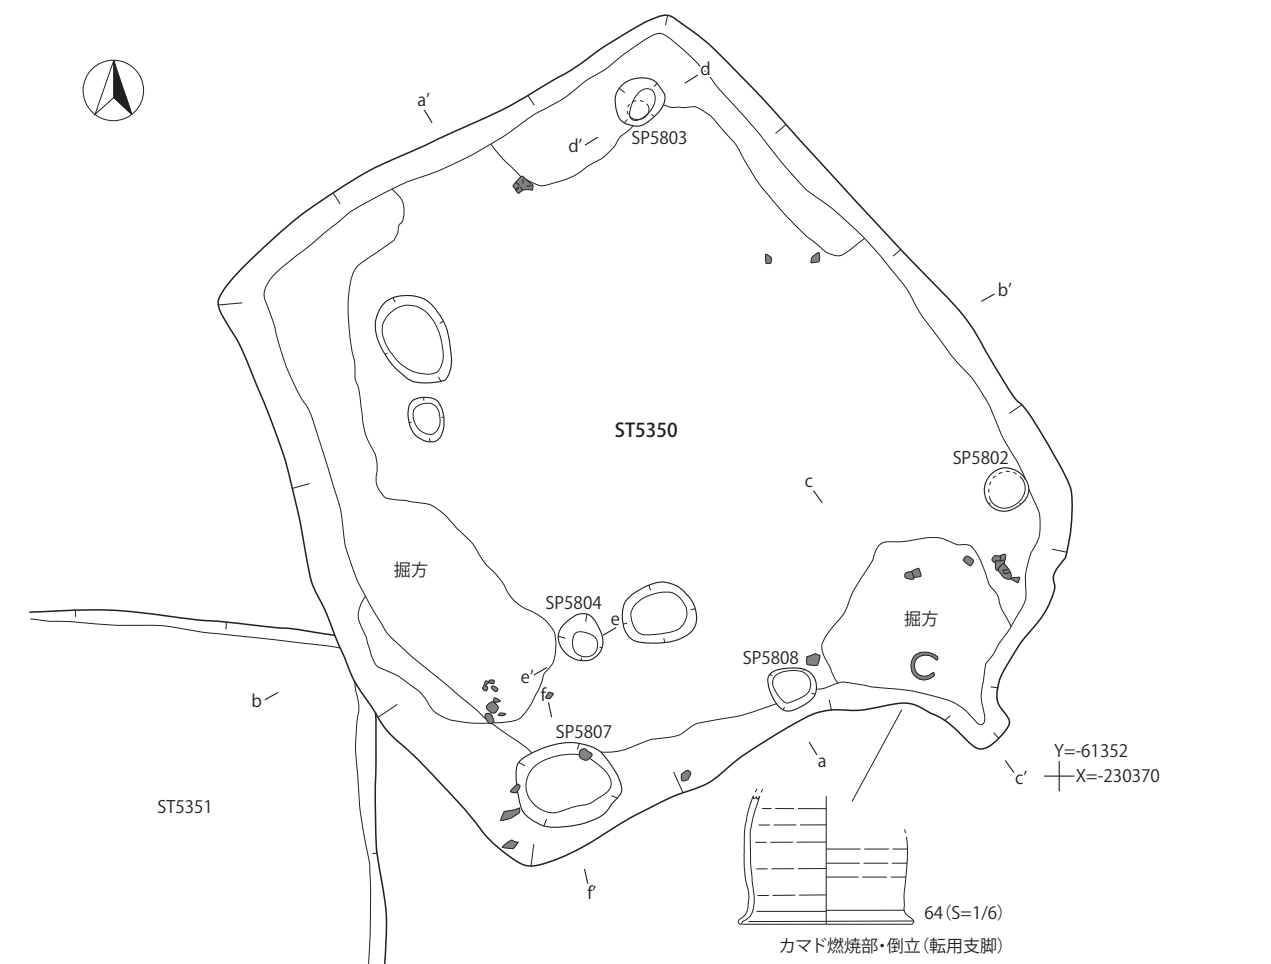 d
a’
d’
SP5803
b’
ST5350
SP5802
c
掘方
SP5804
e
掘方
SP5808
e’
f
b
SP5807
Y=-61352
a
c’
X=-230370
ST5351
f’
64（S=1/6）
カマド燃焼部・倒立（転用支脚）